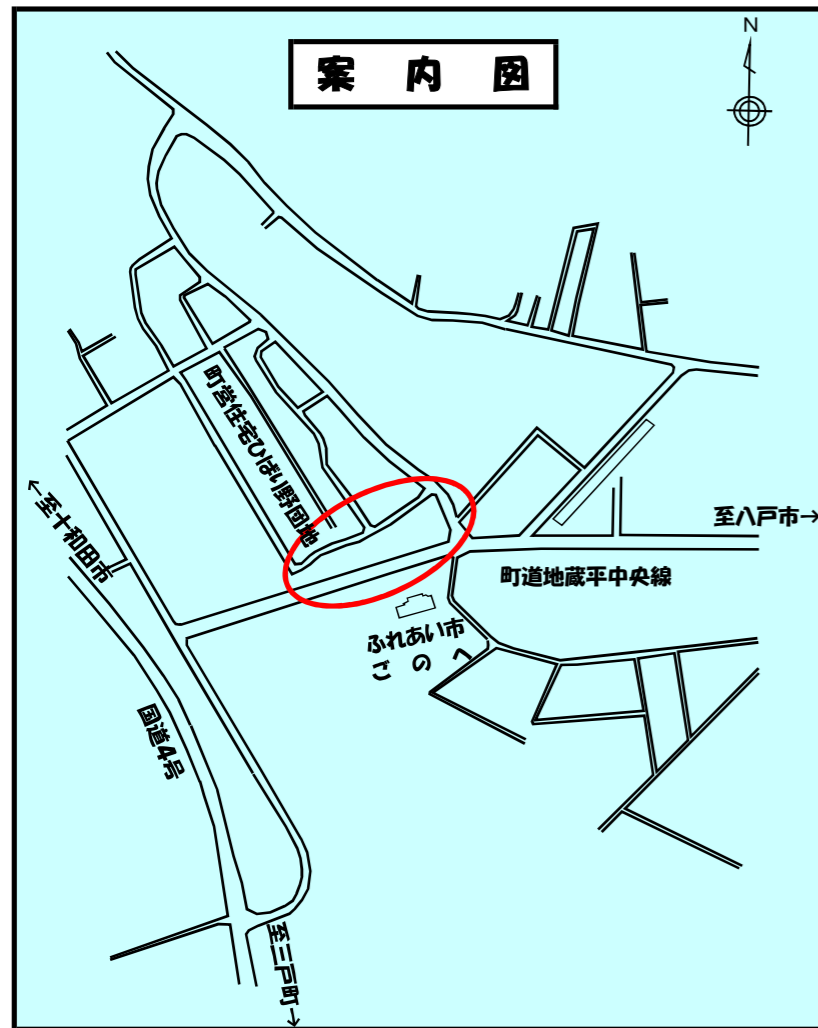 案内図
N
町営住宅ひばり野団地
←至十和田市
至八戸市→
町道地蔵平中央線
ふれあい市
ごのへ
国道4号
至三戸町→